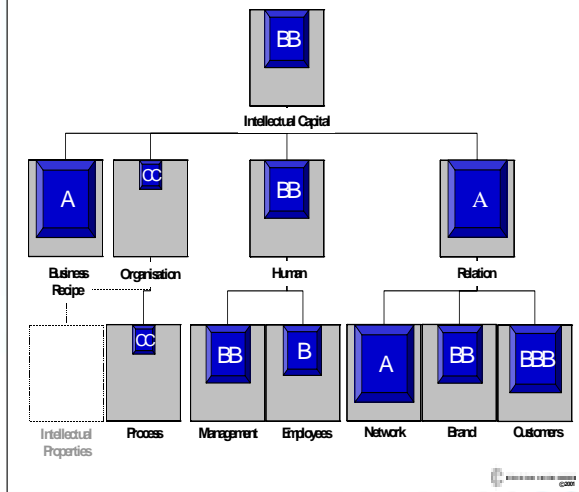 BB
Intellectual Capital
A
CC
BB
A
Business
Recipe
Organisation
Human
Relation
CC
BB
B
A
BB
BBB
Intellectual
Properties
Process
Management
Employees
Network
Brand
Customers
©2001